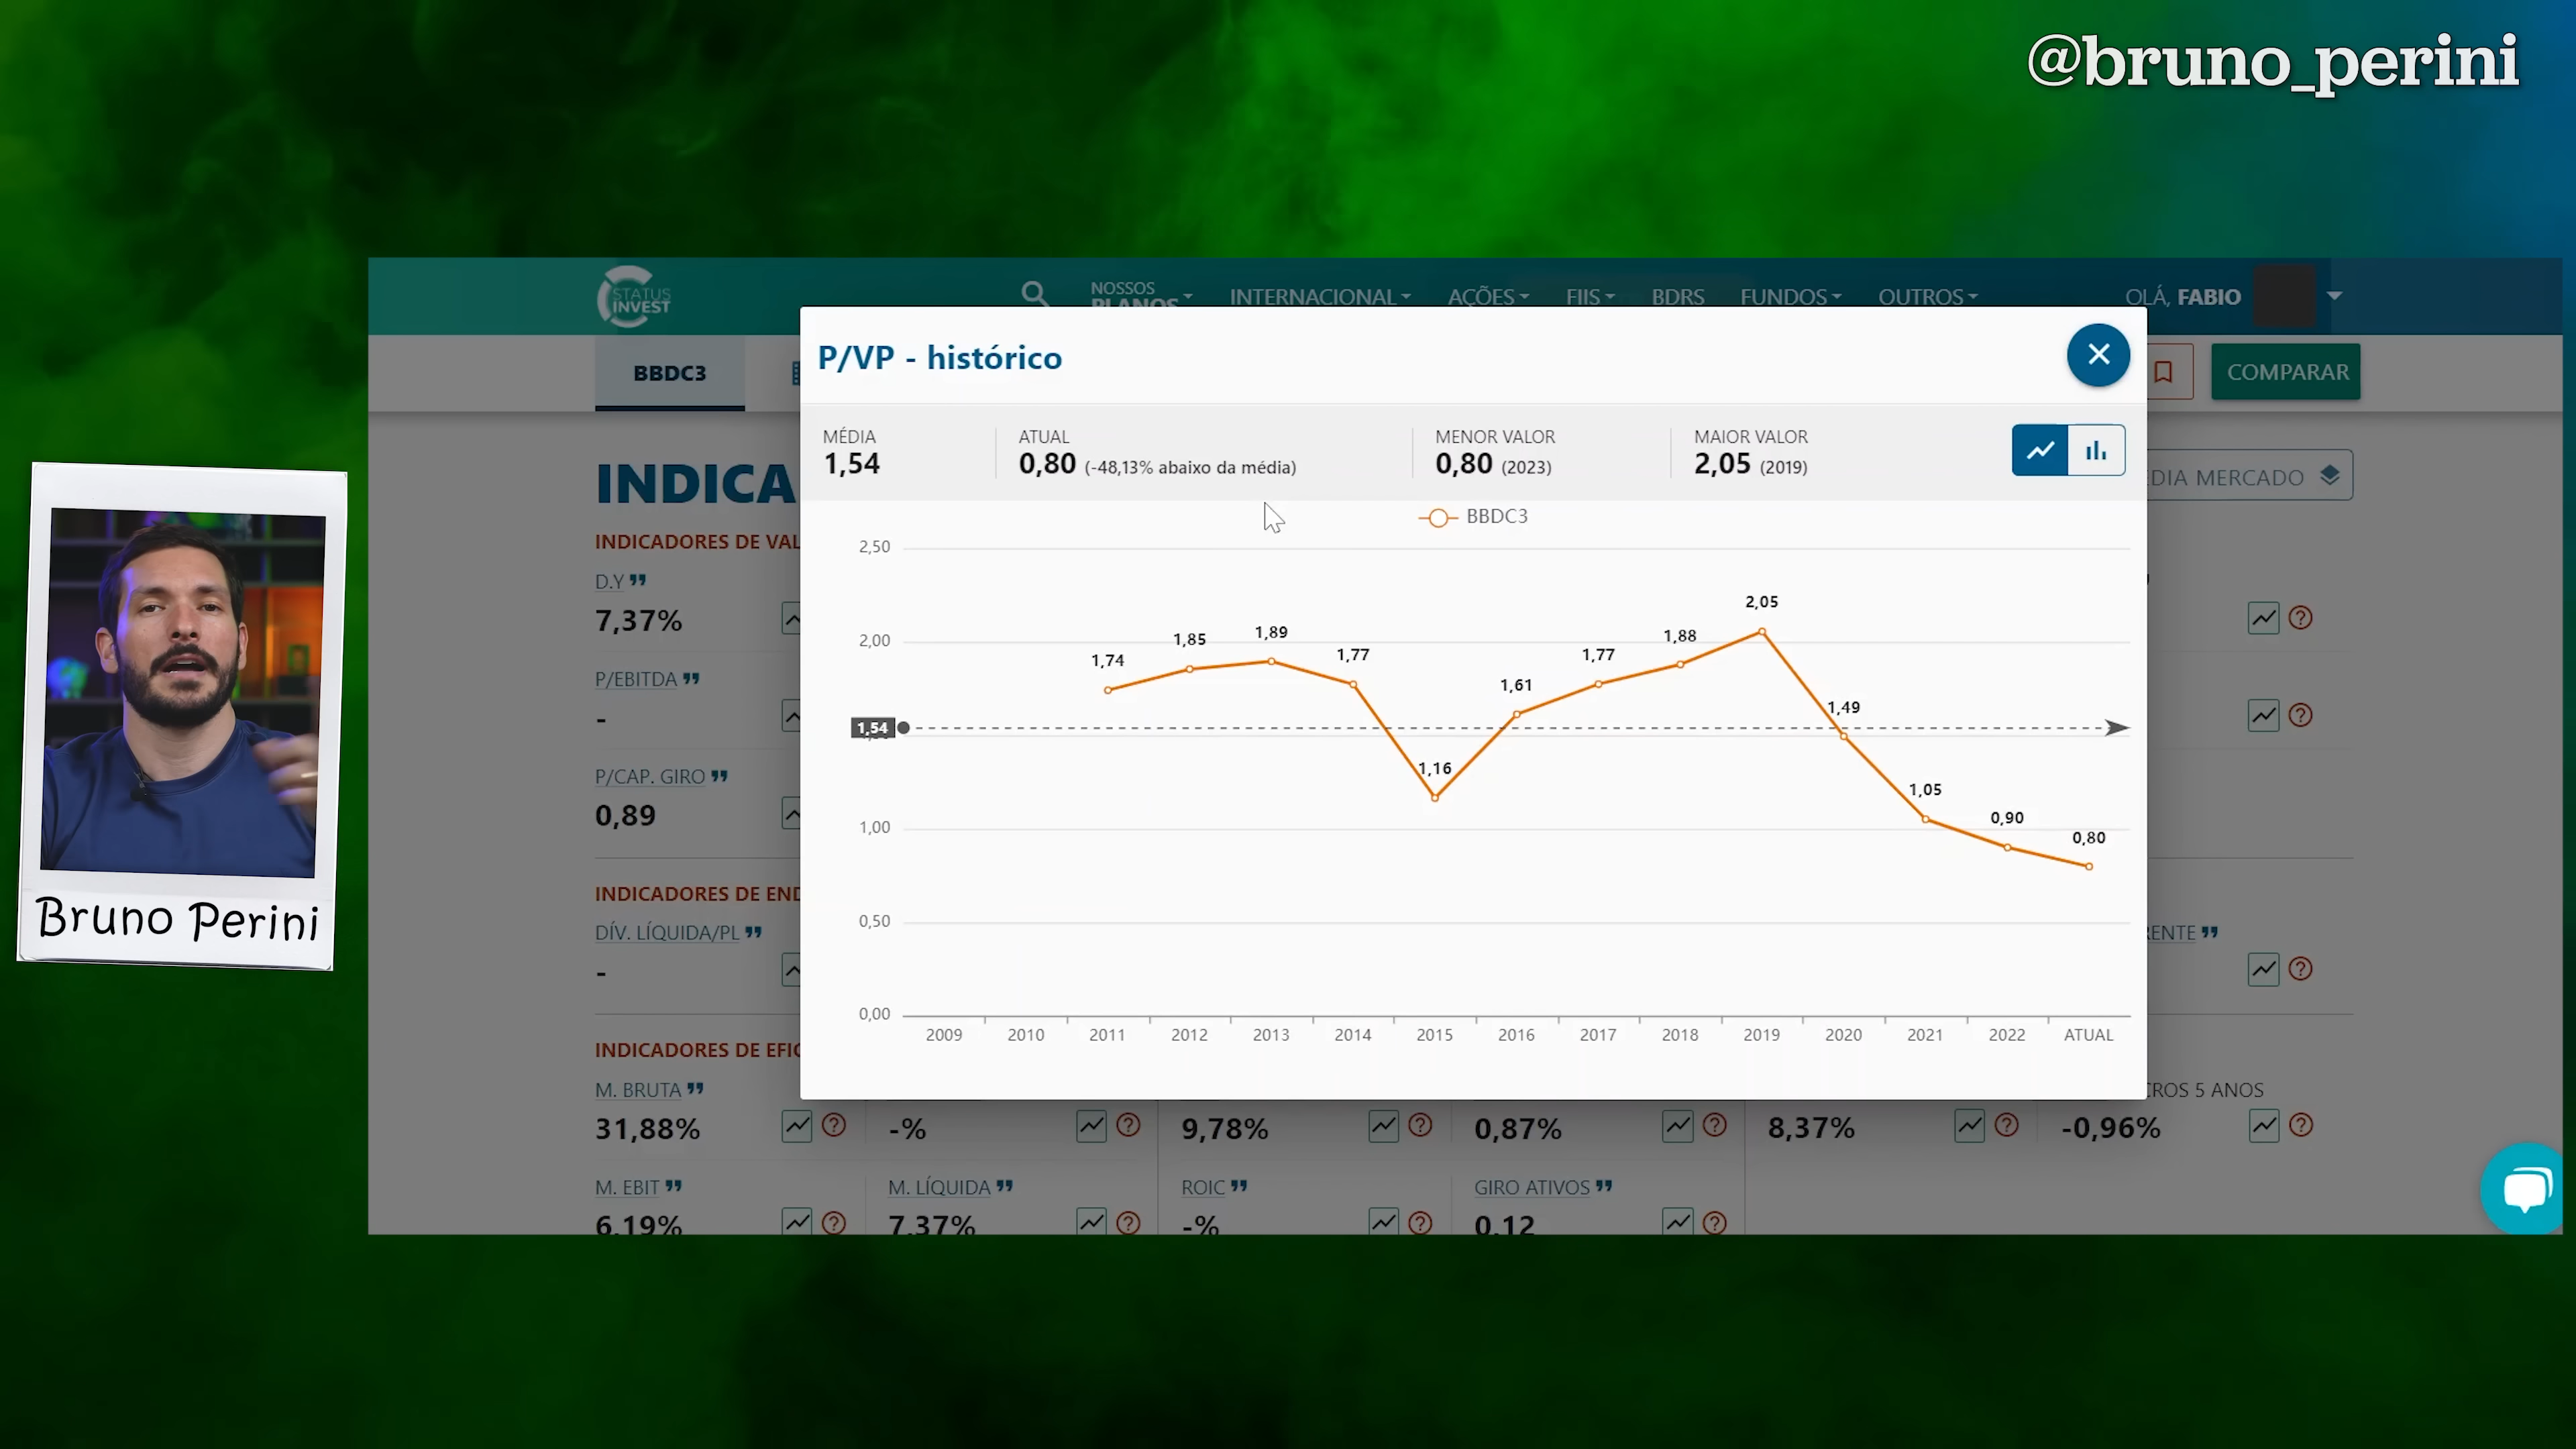 @bruno_perini
STATUS
INVEST
NOSSOS
PLANOS
INTERNACIONAL
AÇÕES
FIIS
BDRS
FUNDOS
OUTROS
OLÁ, FABIO
BBDC3
COMPARAR
P/VP - histórico
MÉDIA
1,54
ATUAL
0,80 (-48,13% abaixo da média)
MENOR VALOR
0,80 (2023)
MAIOR VALOR
2,05 (2019)
BBDC3
2,50
2,00
1,54
1,00
0,50
0,00
1,74
1,85
1,89
1,77
1,16
1,61
1,77
1,88
2,05
1,49
1,05
0,90
0,80
2009 2010 2011 2012 2013 2014 2015 2016 2017 2018 2019 2020 2021 2022 ATUAL
INDICA
DIA MERCADO
INDICADORES DE VAL
D.Y
7,37%
P/EBITDA
-
P/CAP. GIRO
0,89
INDICADORES DE END
DÍV. LÍQUIDA/PL
-
RENTE
INDICADORES DE EFIC
M. BRUTA
31,88%
-%
9,78%
0,87%
8,37%
CROS 5 ANOS
-0,96%
M. EBIT
6,19%
M. LÍQUIDA
7,37%
ROIC
-%
GIRO ATIVOS
0,12
Bruno Perini